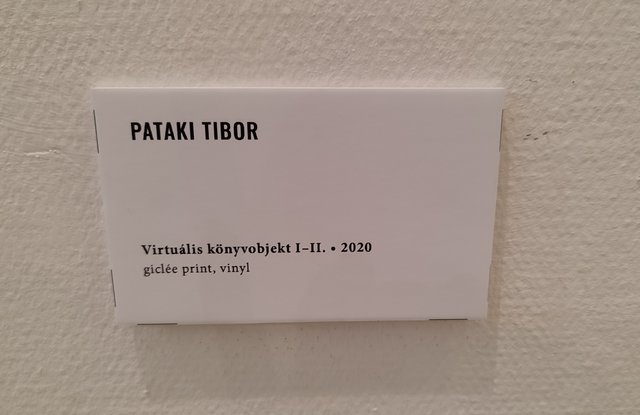 PATAKI TIBOR
Virtuális könyvobjekt I–II. • 2020
giclée print, vinyl